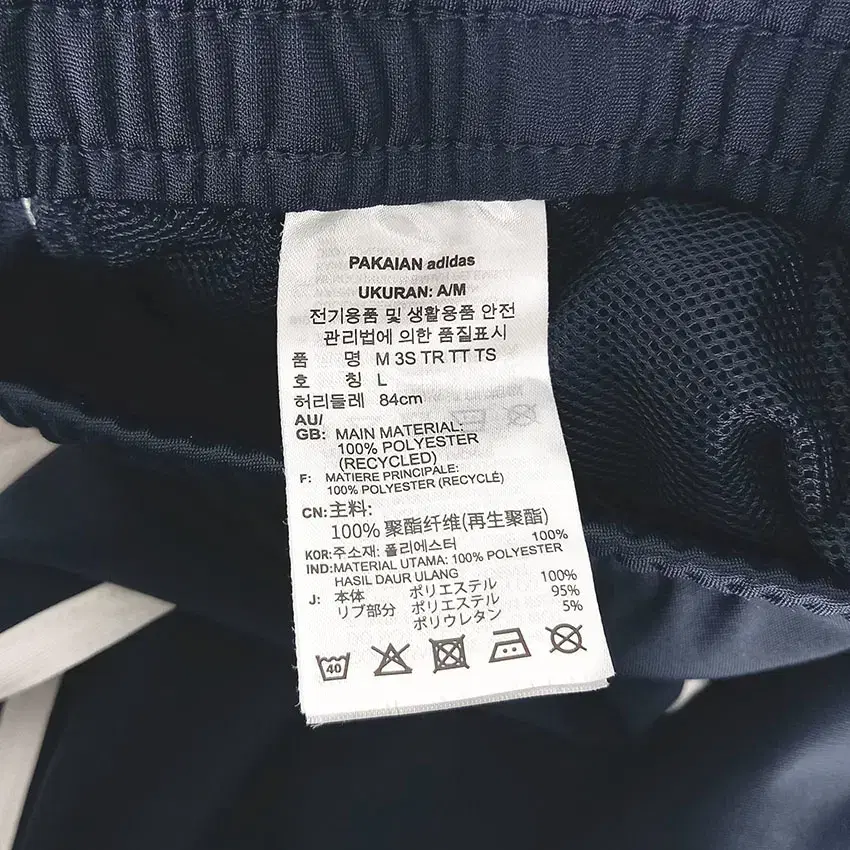 PAKAIAN adidas
UKURAN: A/M
전기용품 및 생활용품 안전
관리법에 의한 품질표시
품 명 M 3S TR TT TS
호 칭 L
허리둘레 84cm
AU/
GB: MAIN MATERIAL:
100% POLYESTER
(RECYCLED)
F: MATIERE PRINCIPALE:
100% POLYESTER (RECYCLÉ)
CN: 主料:
100% 聚酯纤维(再生聚酯)
KOR: 주소재: 폴리에스터 100%
IND: MATERIAL UTAMA: 100% POLYESTER
HASIL DAUR ULANG
J: 本体 ポリエステル 100%
リブ部分 ポリエステル 95%
ポリウレタン 5%
40